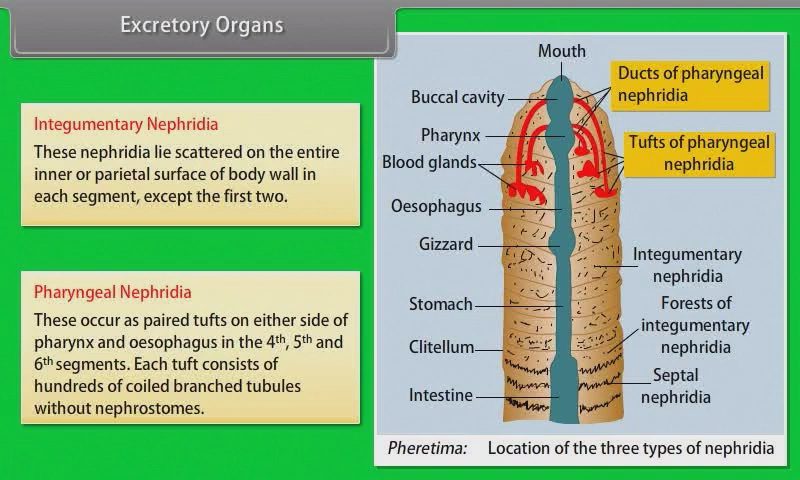 Excretory Organs
Integumentary Nephridia
These nephridia lie scattered on the entire
inner or parietal surface of body wall in
each segment, except the first two.
Pharyngeal Nephridia
These occur as paired tufts on either side of
pharynx and oesophagus in the 4th, 5th and
6th segments. Each tuft consists of
hundreds of coiled branched tubules
without nephrostomes.
Mouth
Buccal cavity
Pharynx
Blood glands
Oesophagus
Gizzard
Stomach
Clitellum
Intestine
Ducts of pharyngeal
nephridia
Tufts of pharyngeal
nephridia
Integumentary
nephridia
Forests of
integumentary
nephridia
Septal
nephridia
Pheretima: Location of the three types of nephridia